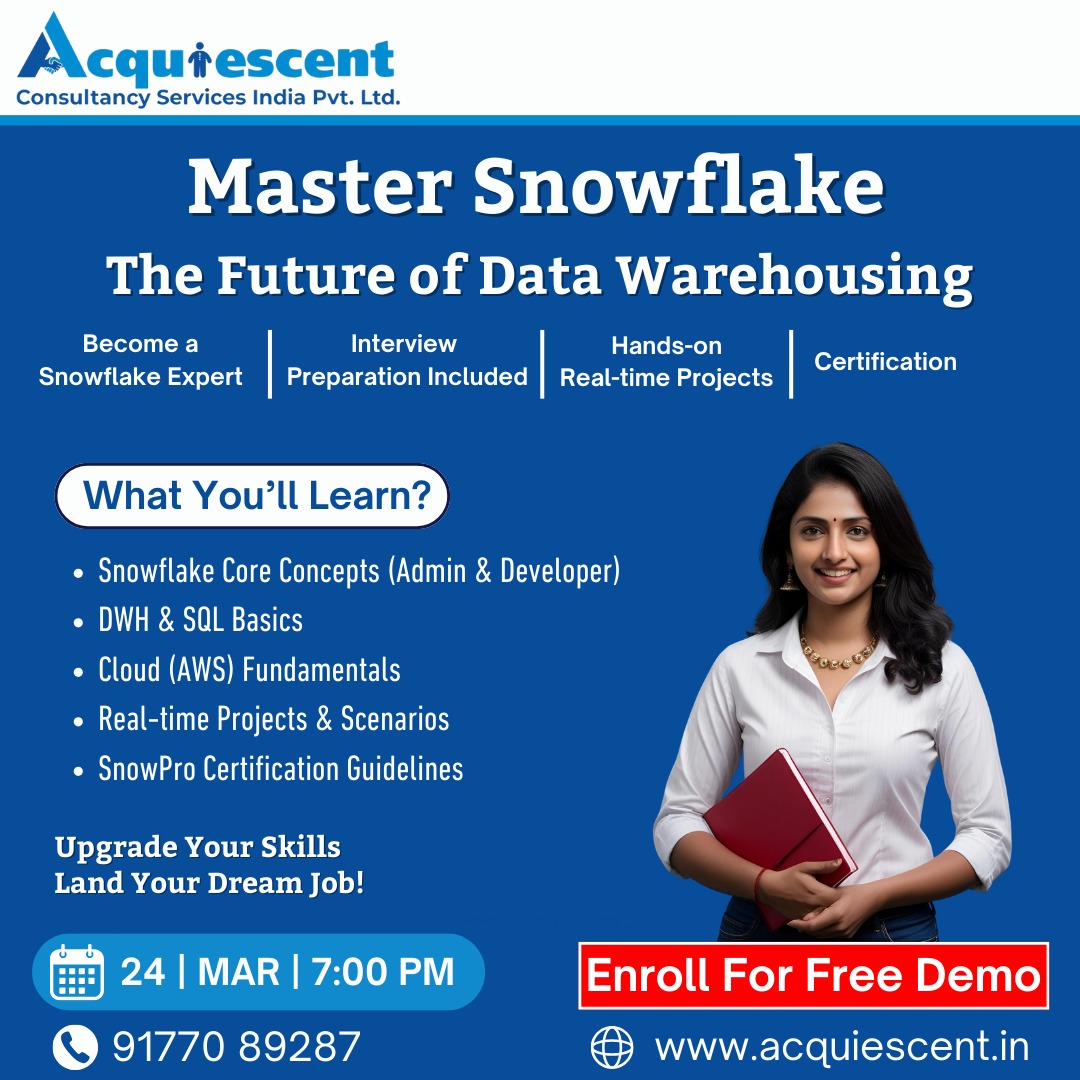 Acquiescent
Consultancy Services India Pvt. Ltd.
Master Snowflake
The Future of Data Warehousing
Become a
Snowflake Expert
Interview
Preparation Included
Hands-on
Real-time Projects
Certification
What You’ll Learn?
• Snowflake Core Concepts (Admin & Developer)
• DWH & SQL Basics
• Cloud (AWS) Fundamentals
• Real-time Projects & Scenarios
• SnowPro Certification Guidelines
Upgrade Your Skills
Land Your Dream Job!
24 | MAR | 7:00 PM
Enroll For Free Demo
91770 89287
www.acquiescent.in